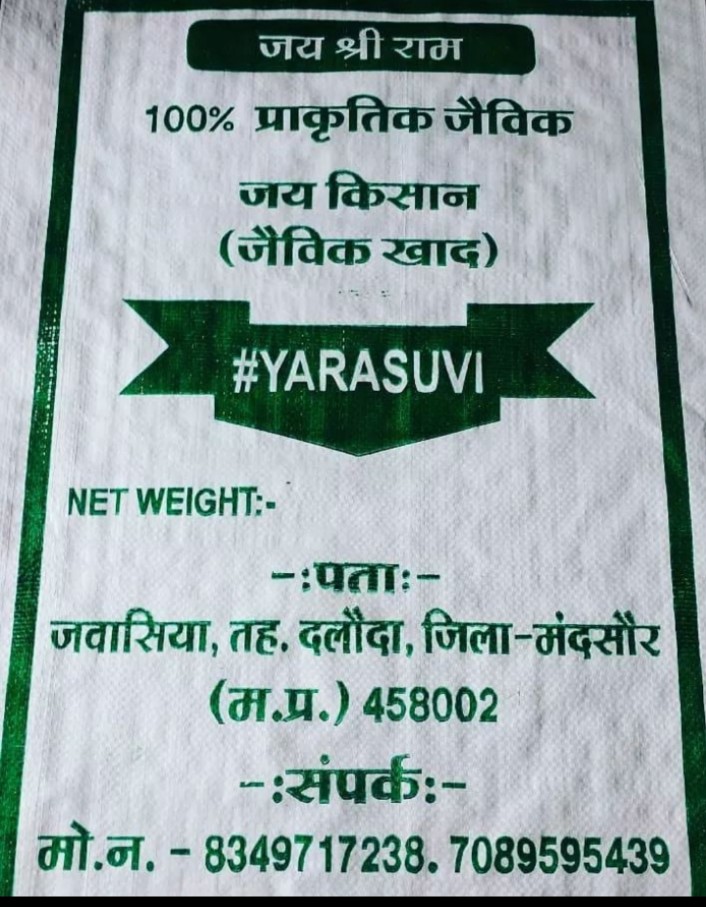 जय श्री राम
100% प्राकृतिक जैविक
जय किसान
(जैविक खाद)
#YARASUVI
NET WEIGHT:-
-:पता:-
जवासिया, तह. दलौदा, जिला-मंदसौर
(म.प्र.) 458002
-:संपर्क:-
मो.न. - 8349717238. 7089595439